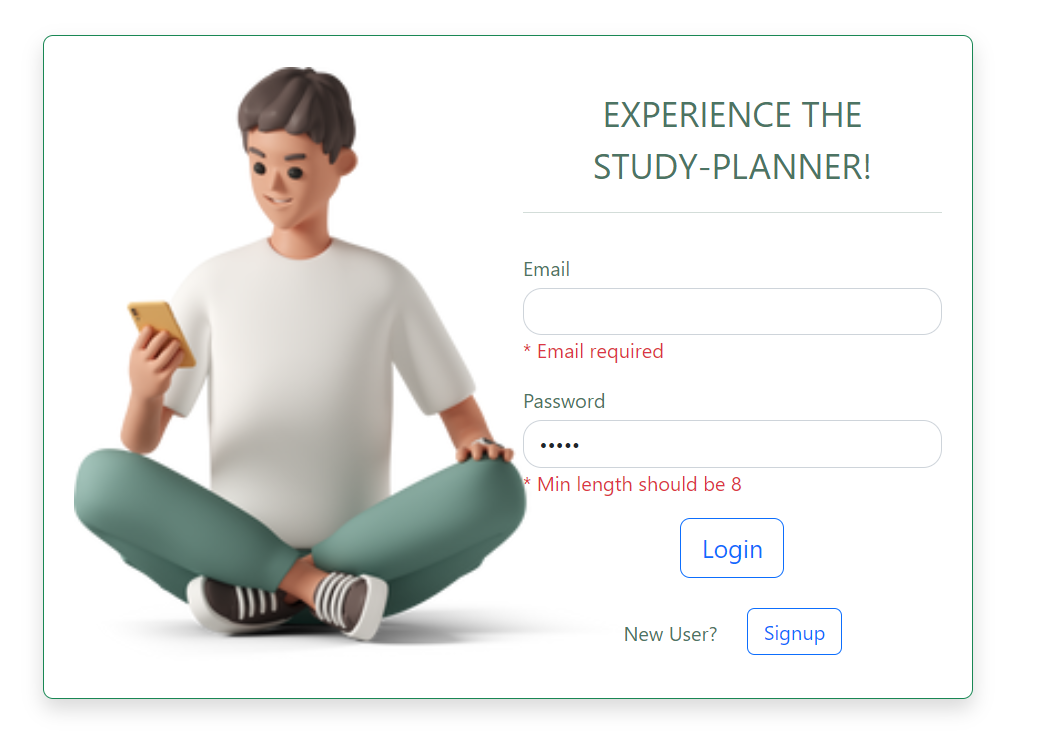 EXPERIENCE THE
STUDY-PLANNER!
Email
* Email required
Password
•••••
* Min length should be 8
Login
New User? Signup